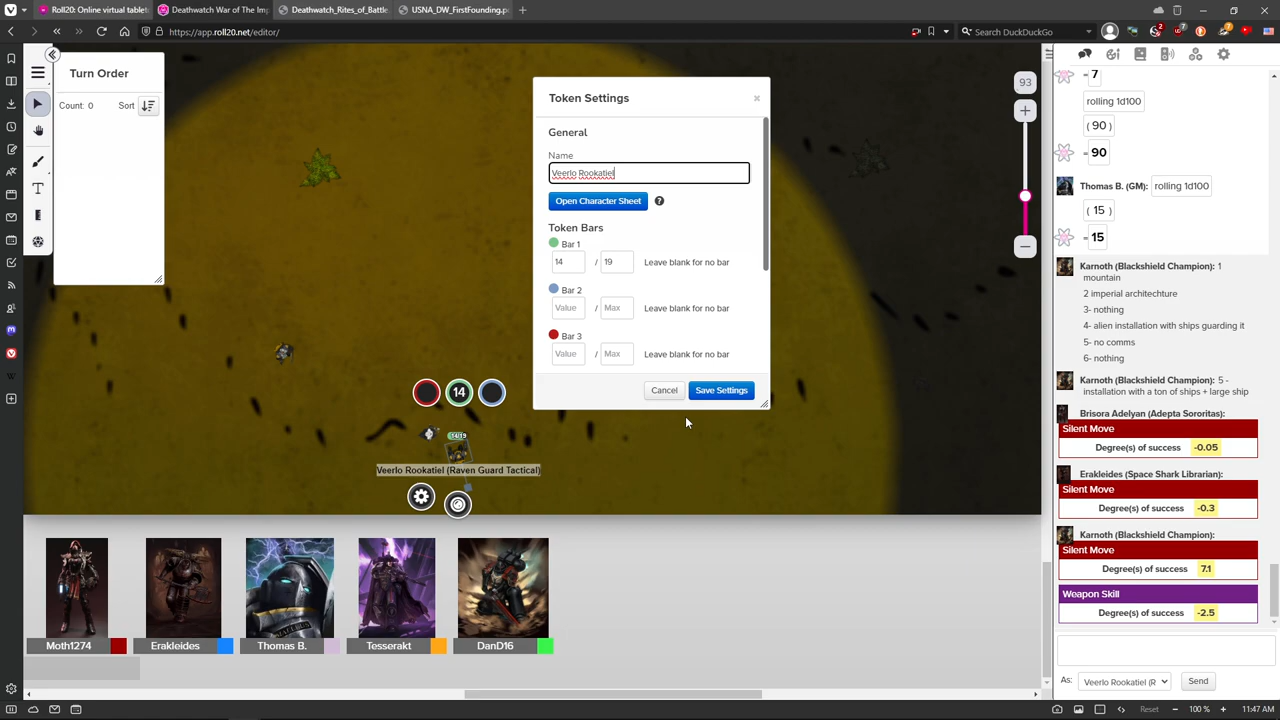 Roll20: Online virtual tablet
Deathwatch War of The Imp
Deathwatch_Rites_of_Battle
USNA_DW_FirstFounding.p
https://app.roll20.net/editor/
Search DuckDuckGo
Turn Order
Count: 0 Sort
Token Settings
General
Name
Veerlo Rookatiel
Open Character Sheet ?
Token Bars
Bar 1
14 / 19 Leave blank for no bar
Bar 2
Value / Max Leave blank for no bar
Bar 3
Value / Max Leave blank for no bar
Cancel Save Settings
93
14
14/19
Veerlo Rookatiel (Raven Guard Tactical)
Moth1274
Erakleides
Thomas B.
Tesserakt
DanD16
= 7
rolling 1d100
( 90 )
= 90
Thomas B. (GM): rolling 1d100
( 15 )
= 15
Karnoth (Blackshield Champion): 1
mountain
2 imperial architechture
3- nothing
4- alien installation with ships guarding it
5- no comms
6- nothing
Karnoth (Blackshield Champion): 5 -
installation with a ton of ships + large ship
Brisora Adelyan (Adepta Sororitas):
Silent Move
Degree(s) of success -0.05
Erakleides (Space Shark Librarian):
Silent Move
Degree(s) of success -0.3
Karnoth (Blackshield Champion):
Silent Move
Degree(s) of success 7.1
Weapon Skill
Degree(s) of success -2.5
As: Veerlo Rookatiel (R Send
Reset 100 % 11:47 AM